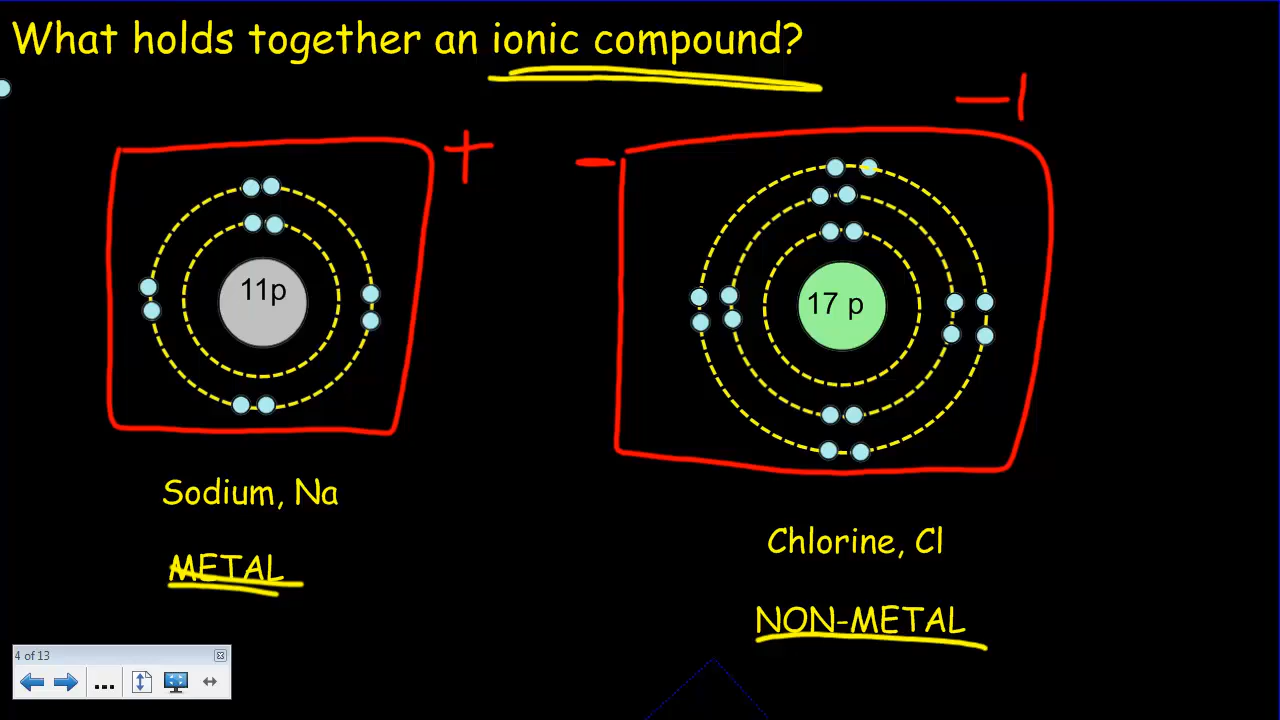 What holds together an ionic compound?
+
-
-1
11p
17 p
Sodium, Na
METAL
Chlorine, Cl
NON-METAL
4 of 13
...